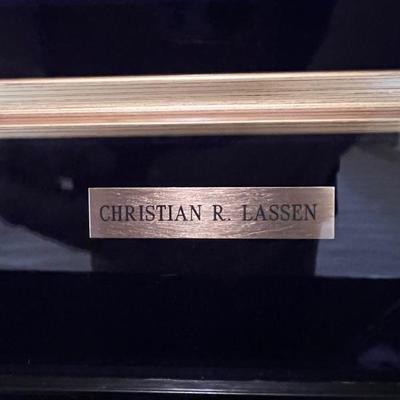 CHRISTIAN R. LASSEN